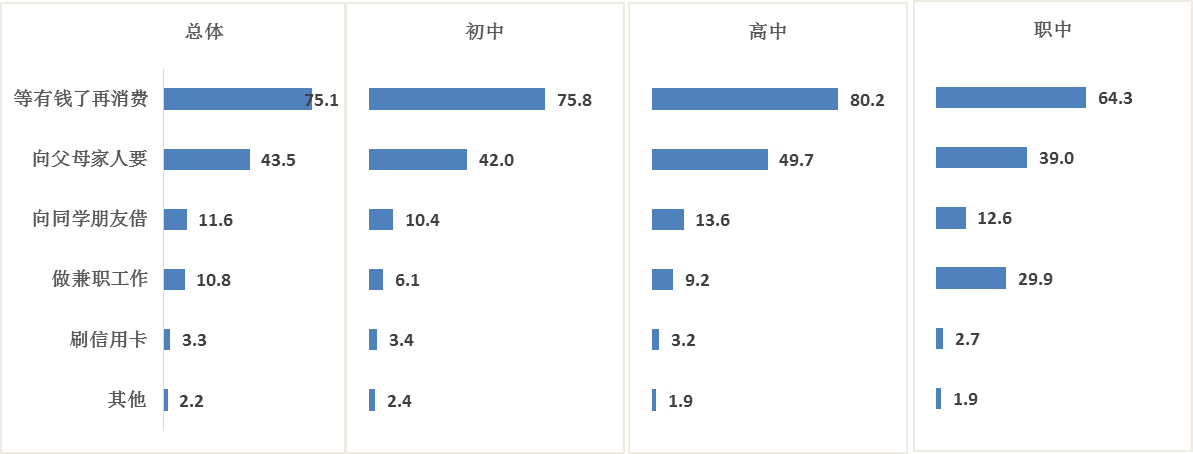 总体
初中
高中
职中
等有钱了再消费 75.1 75.8 80.2 64.3
向父母家人要 43.5 42.0 49.7 39.0
向同学朋友借 11.6 10.4 13.6 12.6
做兼职工作 10.8 6.1 9.2 29.9
刷信用卡 3.3 3.4 3.2 2.7
其他 2.2 2.4 1.9 1.9